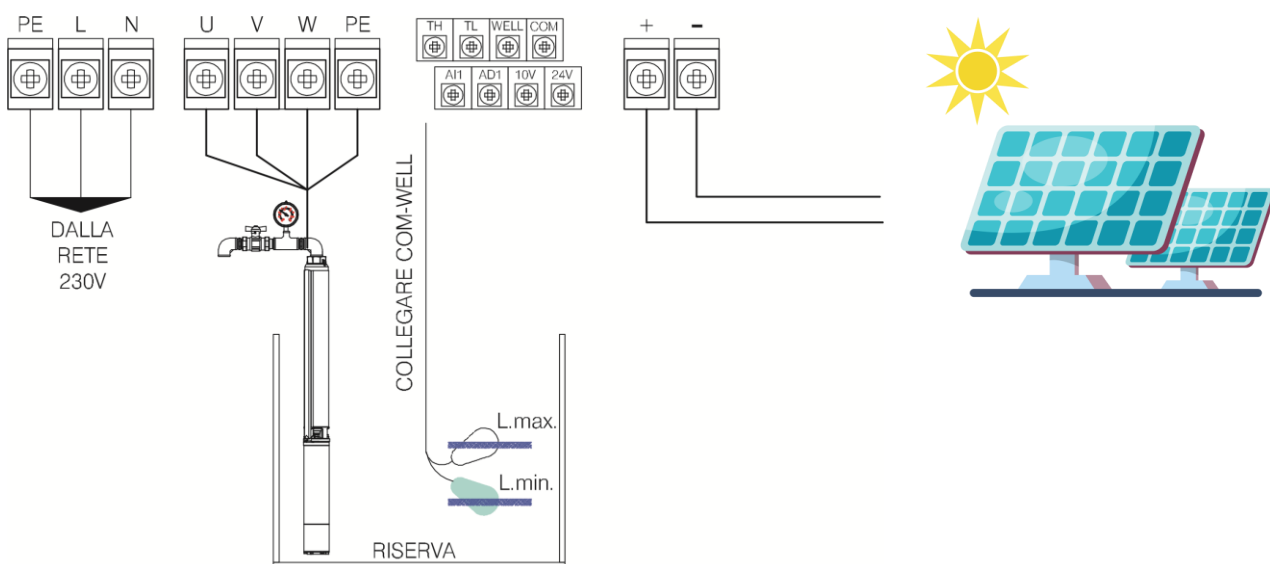 PE L N
U V W PE
TH TL WELL COM
AI1 AD1 10V 24V
+ -
DALLA
RETE
230V
COLLEGARE COM-WELL
L.max.
L.min.
RISERVA